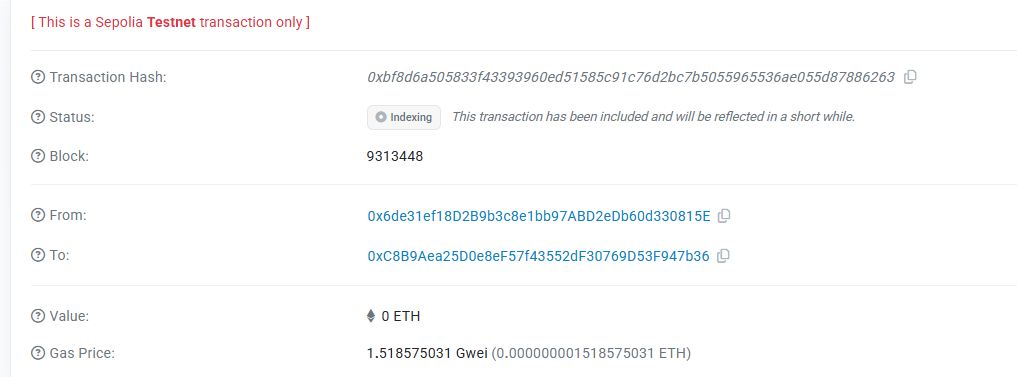 [ This is a Sepolia Testnet transaction only ]
Transaction Hash: 0xbf8d6a505833f43393960ed51585c91c76d2bc7b5055965536ae055d87886263
Status: Indexing This transaction has been included and will be reflected in a short while.
Block: 9313448
From: 0x6de31ef18D2B9b3c8e1bb97ABD2eDb60d330815E
To: 0xC8B9Aea25D0e8eF57f43552dF30769D53F947b36
Value: 0 ETH
Gas Price: 1.518575031 Gwei (0.000000001518575031 ETH)